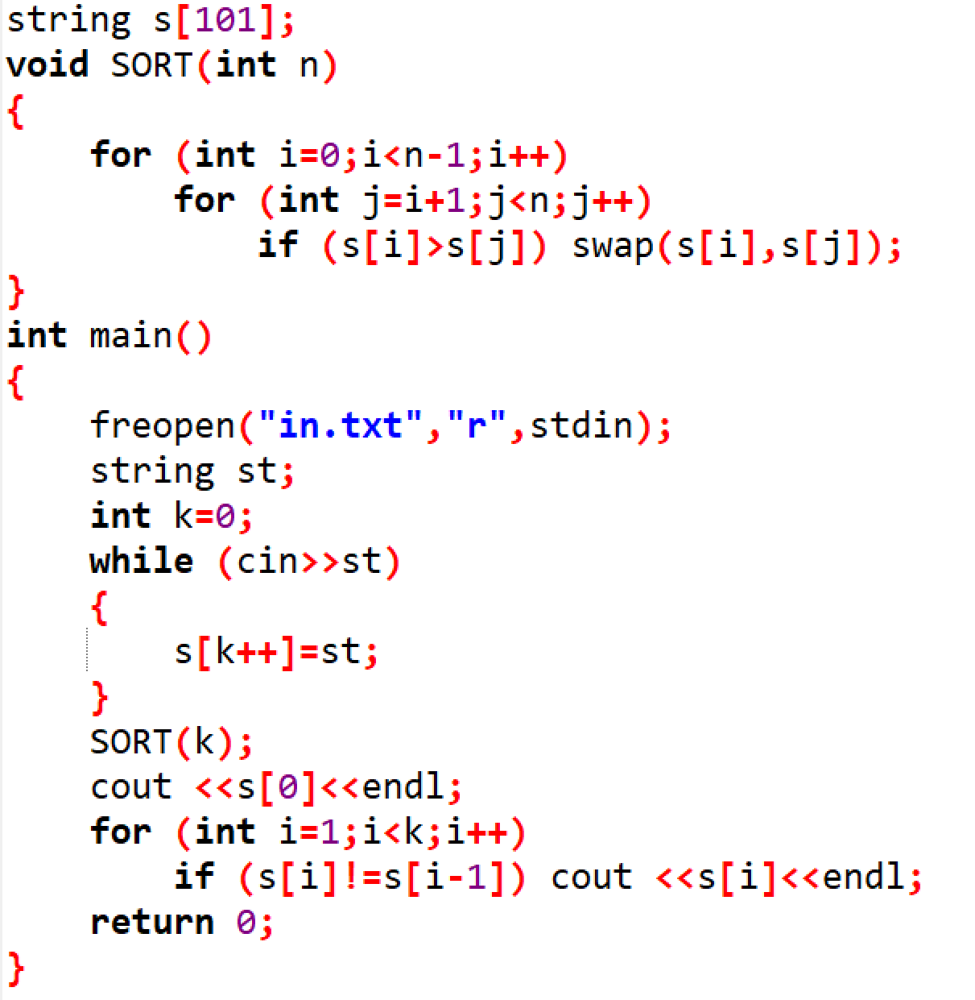 string s[101];
void SORT(int n)
{
    for (int i=0;i<n-1;i++)
        for (int j=i+1;j<n;j++)
            if (s[i]>s[j]) swap(s[i],s[j]);
}
int main()
{
    freopen("in.txt","r",stdin);
    string st;
    int k=0;
    while (cin>>st)
    {
        s[k++]=st;
    }
    SORT(k);
    cout <<s[0]<<endl;
    for (int i=1;i<k;i++)
        if (s[i]!=s[i-1]) cout <<s[i]<<endl;
    return 0;
}